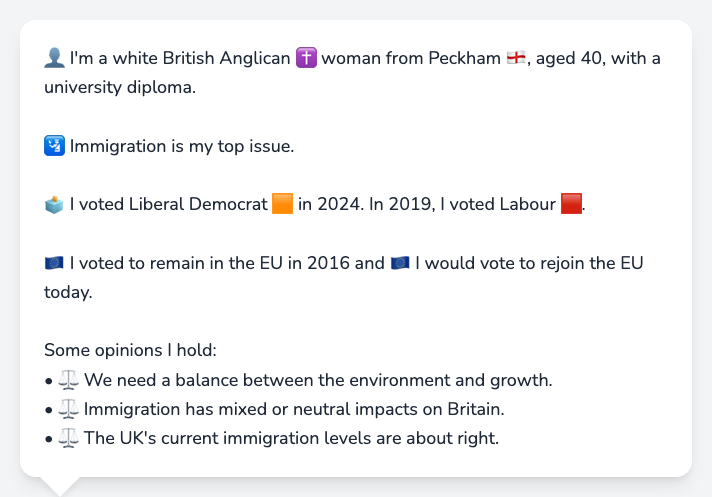 👤 I'm a white British Anglican ✝️ woman from Peckham 🏴󠁧󠁢󠁥󠁮󠁧󠁿, aged 40, with a
university diploma.
🛂 Immigration is my top issue.
🗳️ I voted Liberal Democrat 🟧 in 2024. In 2019, I voted Labour 🟥.
🇪🇺 I voted to remain in the EU in 2016 and 🇪🇺 I would vote to rejoin the EU
today.
Some opinions I hold:
• ⚖️ We need a balance between the environment and growth.
• ⚖️ Immigration has mixed or neutral impacts on Britain.
• ⚖️ The UK's current immigration levels are about right.